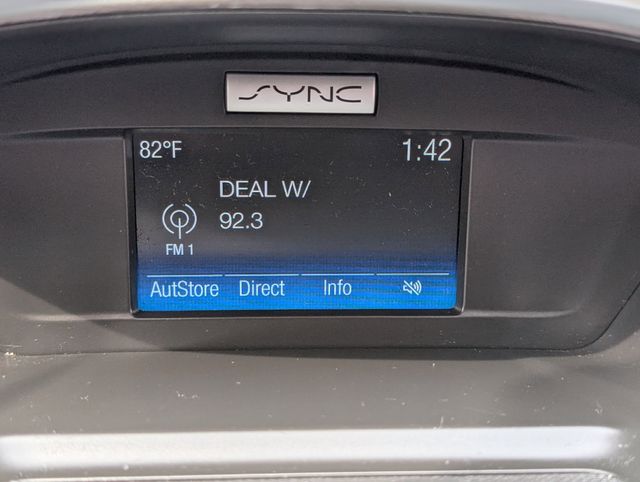 SYNC
82°F 1:42
DEAL W/
92.3
FM 1
AutStore Direct Info